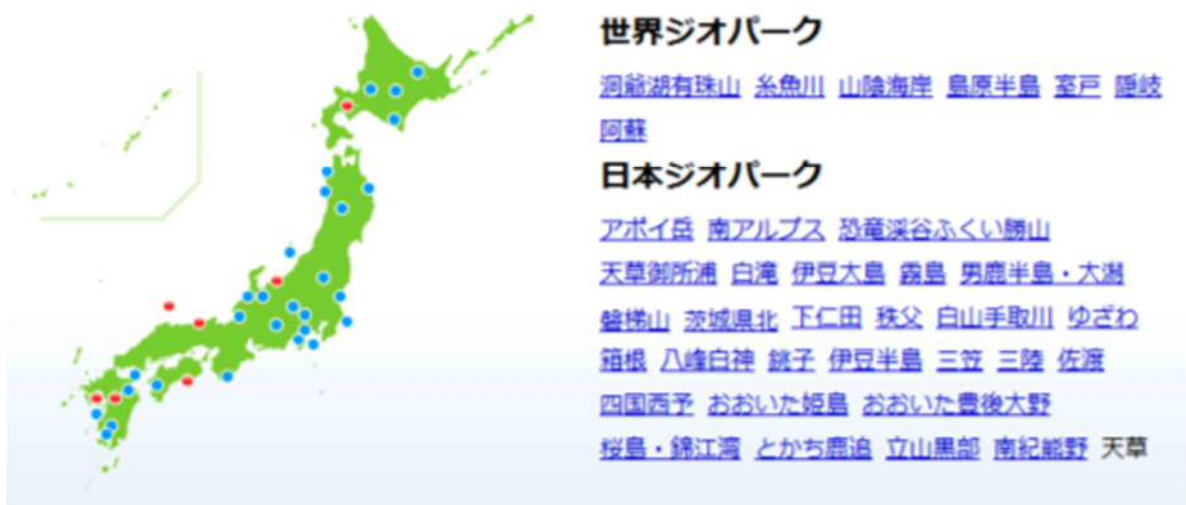 世界ジオパーク
洞爺湖有珠山 糸魚川 山陰海岸 島原半島 室戸 隠岐
阿蘇
日本ジオパーク
アポイ岳 南アルプス 恐竜渓谷ふくい勝山
天草御所浦 白滝 伊豆大島 霧島 男鹿半島・大潟
磐梯山 茨城県北 下仁田 秩父 白山手取川 ゆざわ
箱根 八峰白神 銚子 伊豆半島 三笠 三陸 佐渡
四国西予 おおいた姫島 おおいた豊後大野
桜島・錦江湾 とかち鹿追 立山黒部 南紀熊野 天草